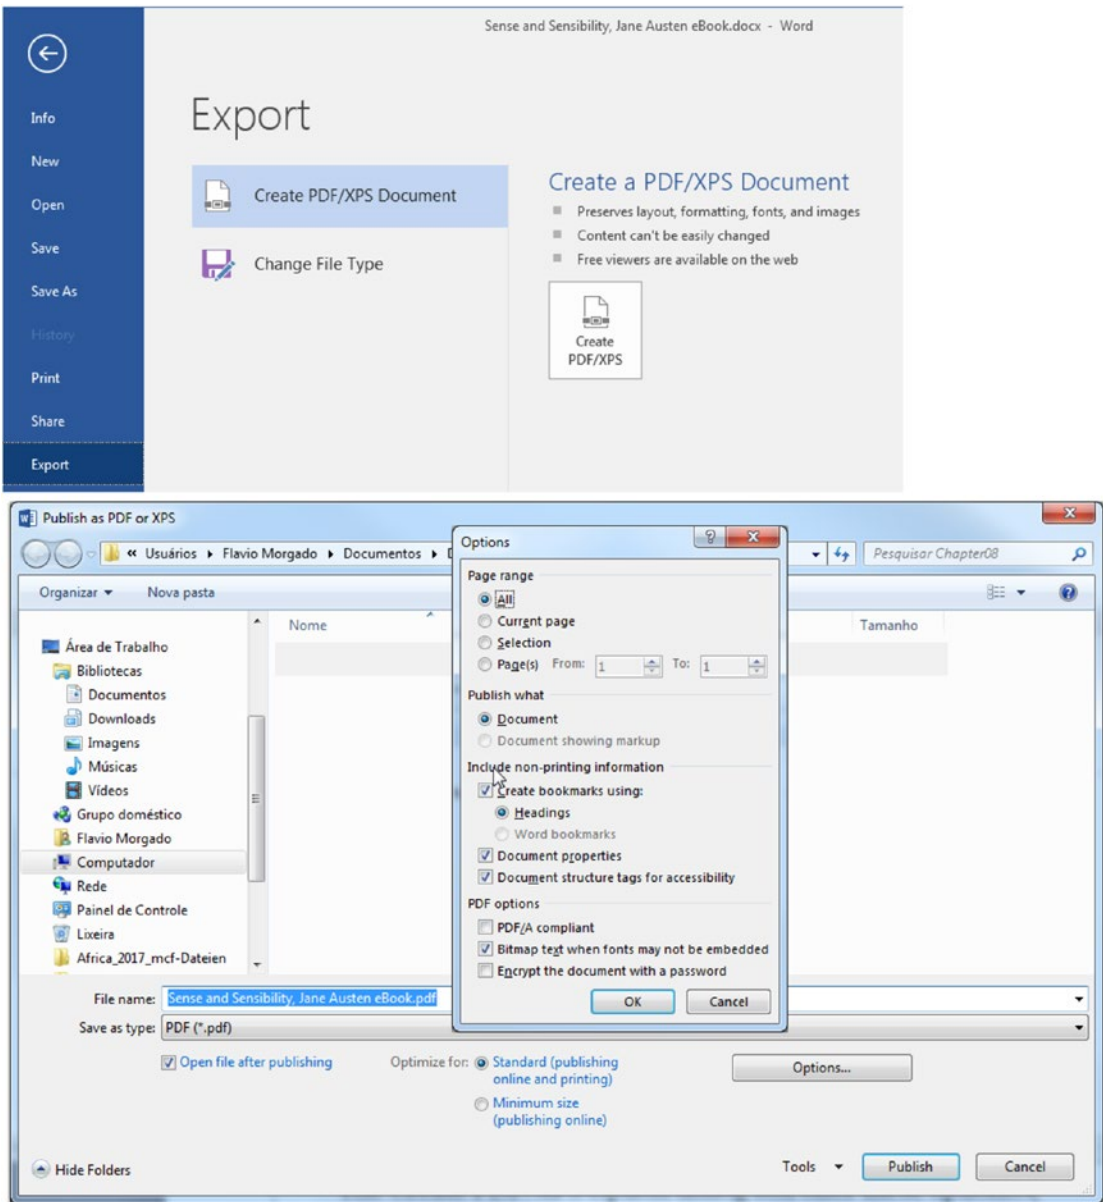 Sense and Sensibility, Jane Austen eBook.docx - Word
Info
New
Open
Save
Save As
History
Print
Share
Export
Export
Create PDF/XPS Document
Change File Type
Create a PDF/XPS Document
Preserves layout, formatting, fonts, and images
Content can't be easily changed
Free viewers are available on the web
Create
PDF/XPS
Publish as PDF or XPS
« Usuários ▸ Flavio Morgado ▸ Documentos ▸
Pesquisar Chapter08
Organizar
Nova pasta
Nome
Tamanho
Área de Trabalho
Bibliotecas
Documentos
Downloads
Imagens
Músicas
Vídeos
Grupo doméstico
Flavio Morgado
Computador
Rede
Painel de Controle
Lixeira
Africa_2017_mcf-Dateien
Options
Page range
All
Current page
Selection
Page(s) From: 1 To: 1
Publish what
Document
Document showing markup
Include non-printing information
Create bookmarks using:
Headings
Word bookmarks
Document properties
Document structure tags for accessibility
PDF options
PDF/A compliant
Bitmap text when fonts may not be embedded
Encrypt the document with a password
OK Cancel
File name: Sense and Sensibility, Jane Austen eBook.pdf
Save as type: PDF (*.pdf)
Open file after publishing
Optimize for: Standard (publishing
online and printing)
Minimum size
(publishing online)
Options...
Hide Folders
Tools Publish Cancel